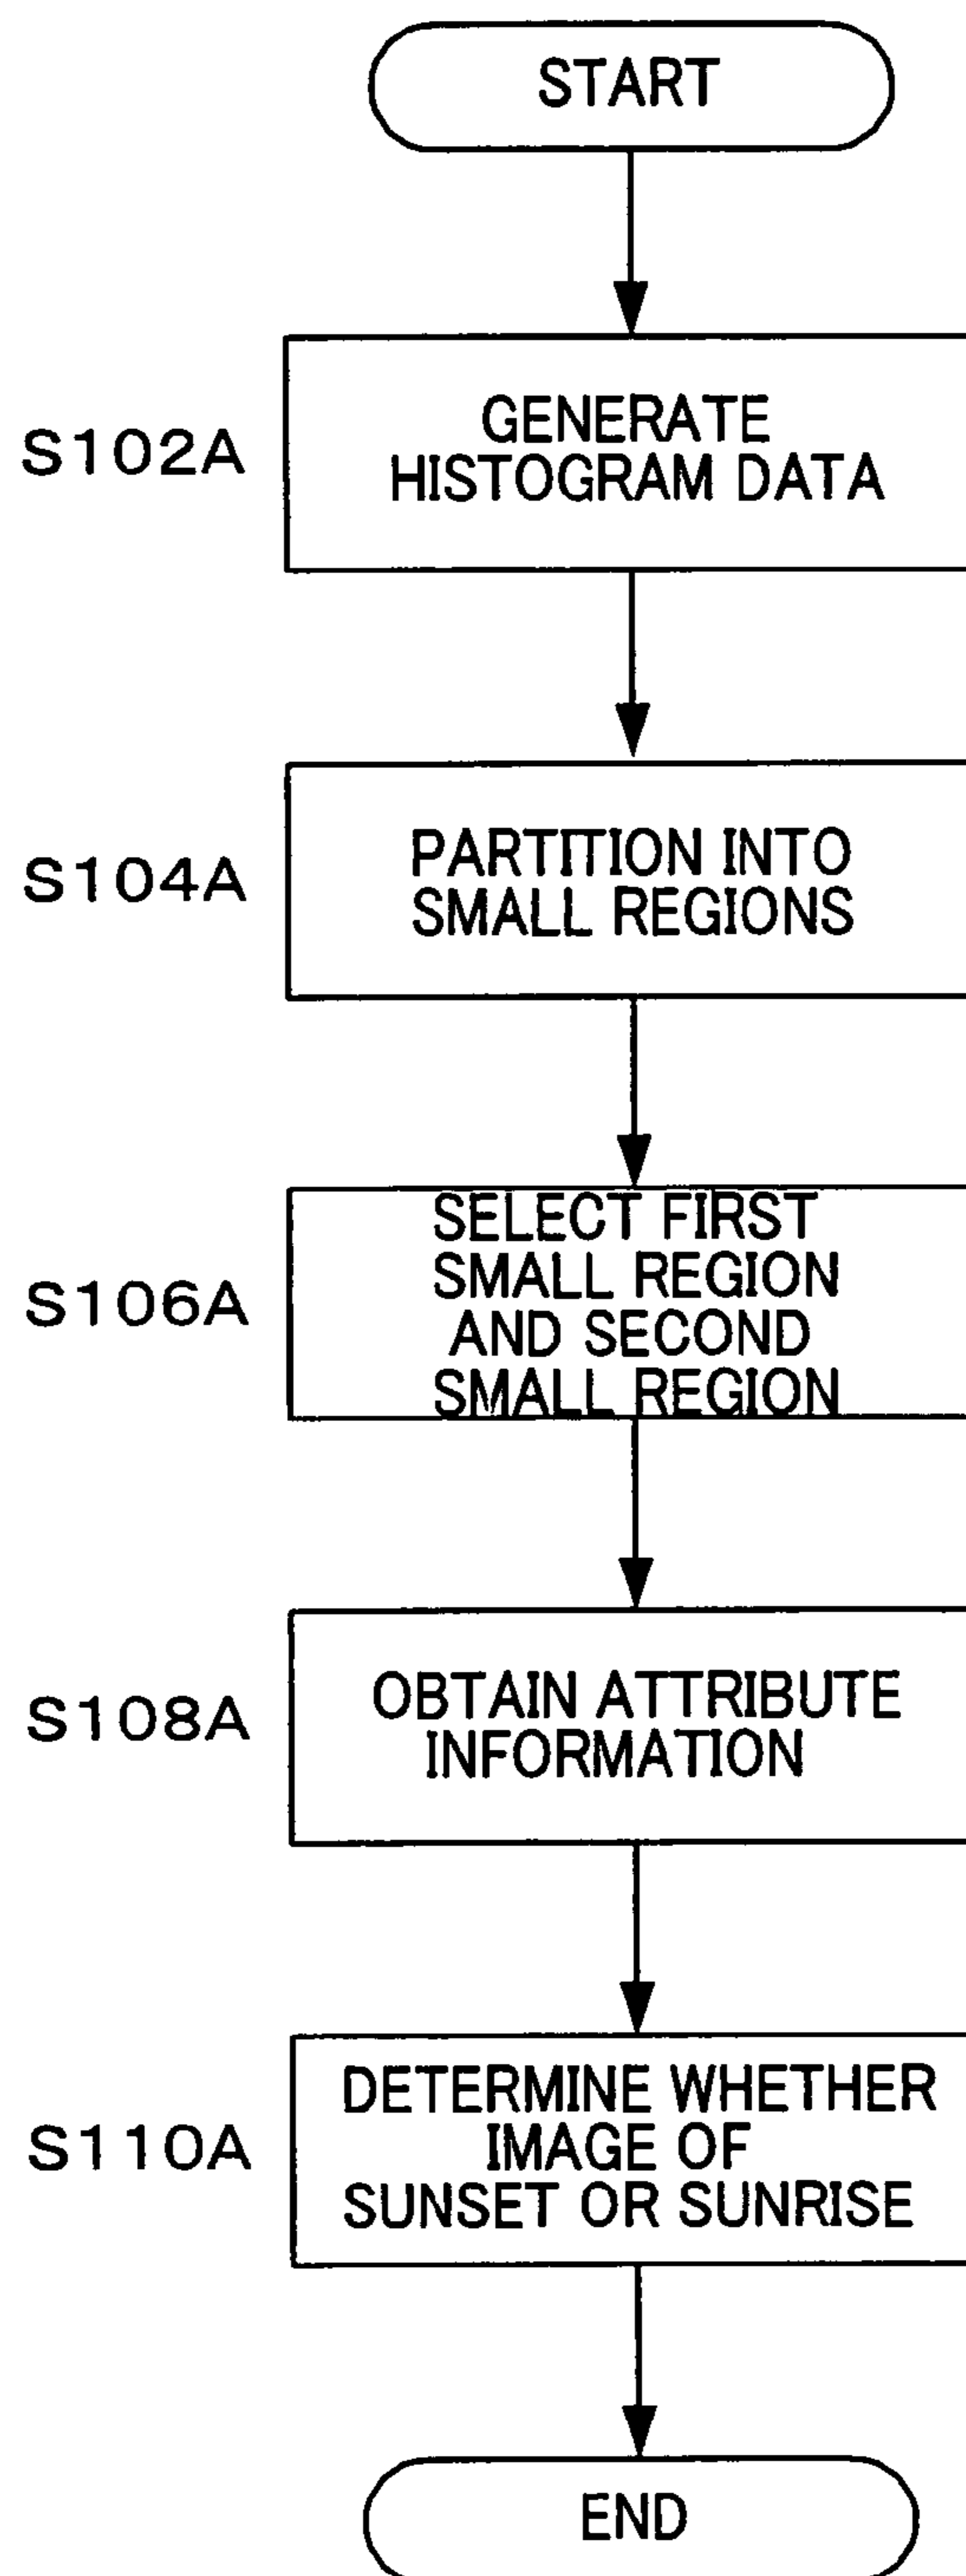 START
S102A
GENERATE
HISTOGRAM DATA
S104A
PARTITION INTO
SMALL REGIONS
S106A
SELECT FIRST
SMALL REGION
AND SECOND
SMALL REGION
S108A
OBTAIN ATTRIBUTE
INFORMATION
S110A
DETERMINE WHETHER
IMAGE OF
SUNSET OR SUNRISE
END